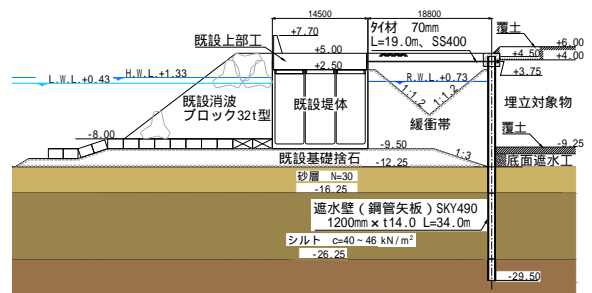 14500
18800
+7.70
タイ材　70mm
L=19.0m、SS400
覆土
+6.00
既設上部工
+5.00
+4.50
+4.00
+2.50
+3.75
H.W.L.+1.33
L.W.L.+0.43
R.W.L.+0.73
1:1.2
1:1.2
既設消波
ブロック32t型
既設堤体
緩衝帯
埋立対象物
覆土
-8.00
-9.50
-9.25
1:3
既設基礎捨石
-12.25
底面遮水工
砂層　N=30
-16.25
遮水壁（鋼管矢板）SKY490
1200mm×t14.0 L=34.0m
シルト　c=40～46 kN/m²
-26.25
-29.50